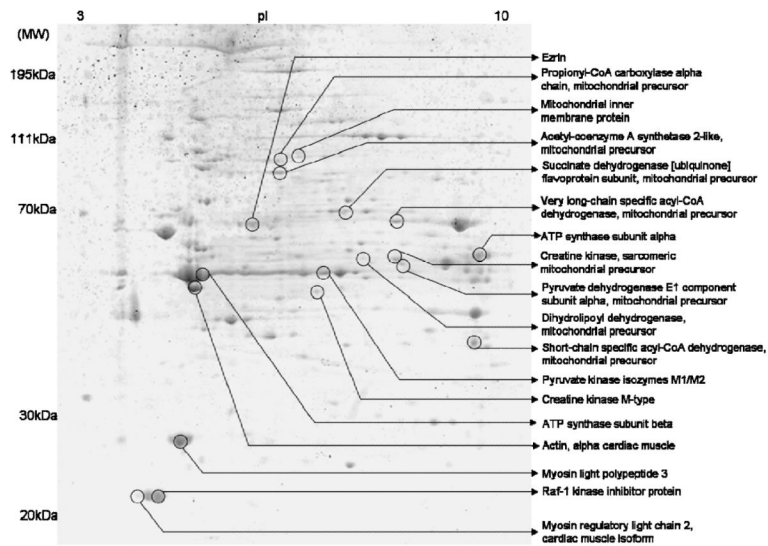 3 pI 10
(MW)
195kDa
111kDa
70kDa
30kDa
20kDa
Ezrin
Propionyl-CoA carboxylase alpha
chain, mitochondrial precursor
Mitochondrial inner
membrane protein
Acetyl-coenzyme A synthetase 2-like,
mitochondrial precursor
Succinate dehydrogenase [ubiquinone]
flavoprotein subunit, mitochondrial precursor
Very long-chain specific acyl-CoA
dehydrogenase, mitochondrial precursor
ATP synthase subunit alpha
Creatine kinase, sarcomeric
mitochondrial precursor
Pyruvate dehydrogenase E1 component
subunit alpha, mitochondrial precursor
Dihydrolipoyl dehydrogenase,
mitochondrial precursor
Short-chain specific acyl-CoA dehydrogenase,
mitochondrial precursor
Pyruvate kinase isozymes M1/M2
Creatine kinase M-type
ATP synthase subunit beta
Actin, alpha cardiac muscle
Myosin light polypeptide 3
Raf-1 kinase inhibitor protein
Myosin regulatory light chain 2,
cardiac muscle isoform